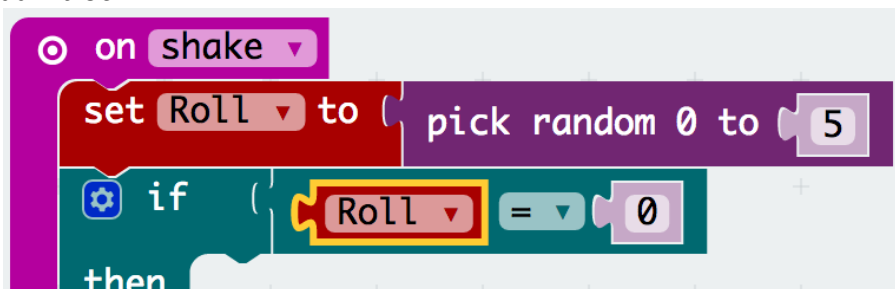 on shake
set Roll to pick random 0 to 5
if Roll = 0
then